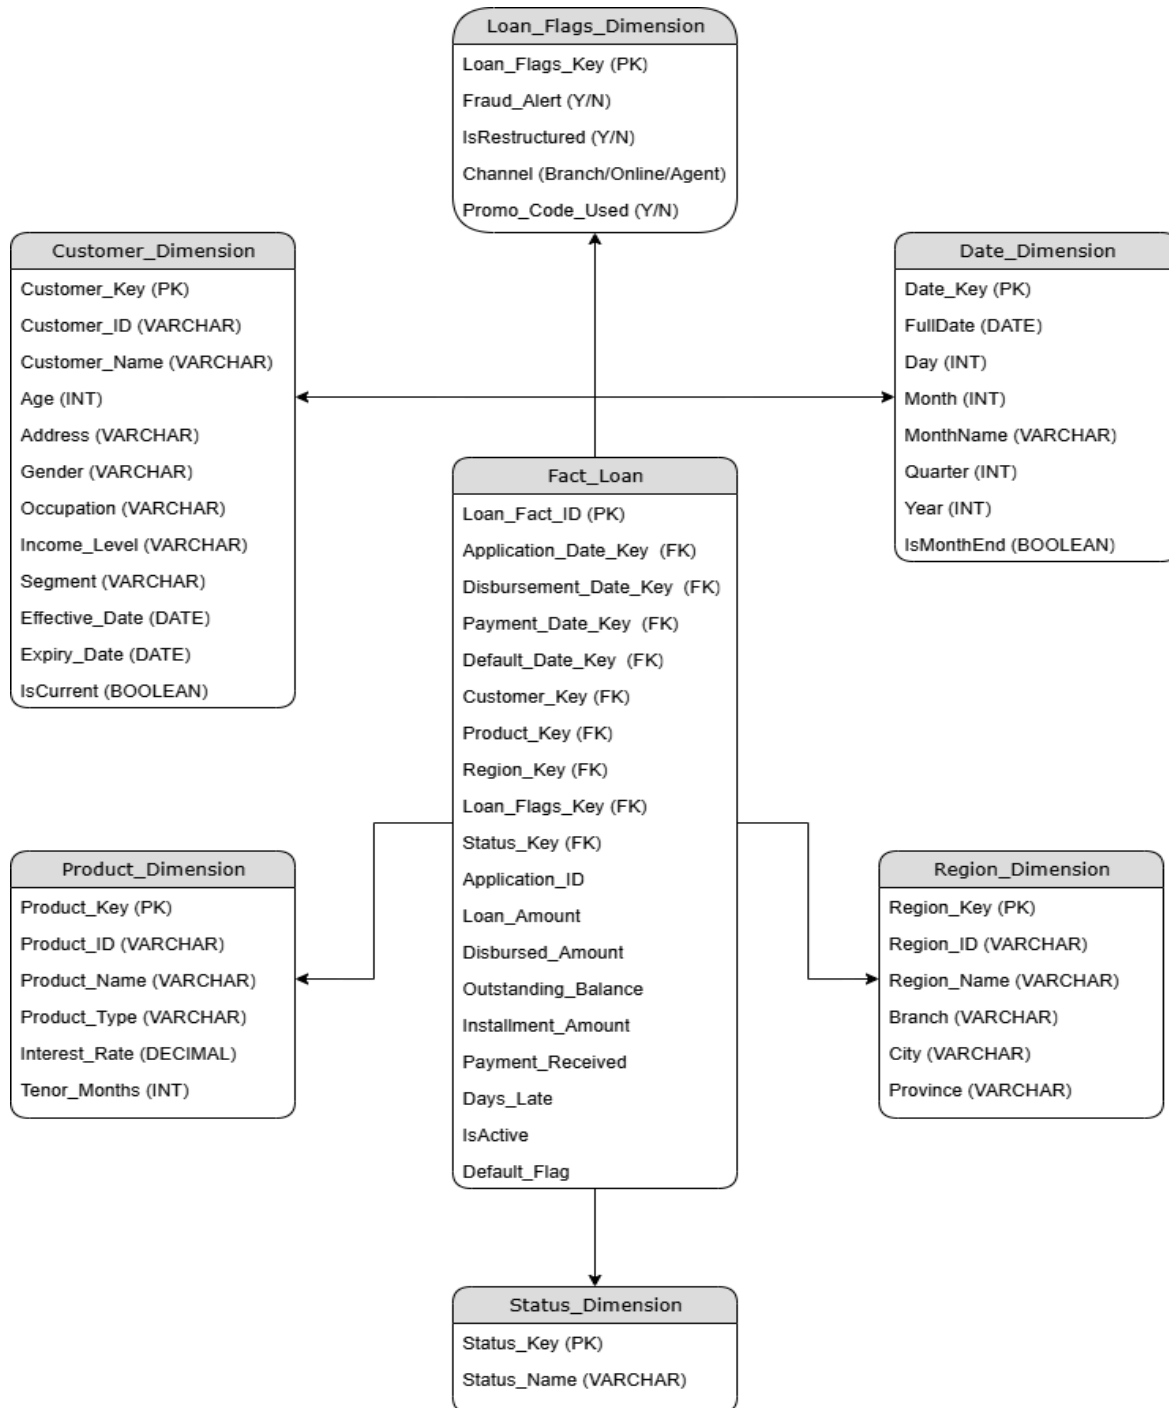 Loan_Flags_Dimension
Loan_Flags_Key (PK)
Fraud_Alert (Y/N)
IsRestructured (Y/N)
Channel (Branch/Online/Agent)
Promo_Code_Used (Y/N)
Customer_Dimension
Customer_Key (PK)
Customer_ID (VARCHAR)
Customer_Name (VARCHAR)
Age (INT)
Address (VARCHAR)
Gender (VARCHAR)
Occupation (VARCHAR)
Income_Level (VARCHAR)
Segment (VARCHAR)
Effective_Date (DATE)
Expiry_Date (DATE)
IsCurrent (BOOLEAN)
Date_Dimension
Date_Key (PK)
FullDate (DATE)
Day (INT)
Month (INT)
MonthName (VARCHAR)
Quarter (INT)
Year (INT)
IsMonthEnd (BOOLEAN)
Fact_Loan
Loan_Fact_ID (PK)
Application_Date_Key (FK)
Disbursement_Date_Key (FK)
Payment_Date_Key (FK)
Default_Date_Key (FK)
Customer_Key (FK)
Product_Key (FK)
Region_Key (FK)
Loan_Flags_Key (FK)
Status_Key (FK)
Application_ID
Loan_Amount
Disbursed_Amount
Outstanding_Balance
Installment_Amount
Payment_Received
Days_Late
IsActive
Default_Flag
Product_Dimension
Product_Key (PK)
Product_ID (VARCHAR)
Product_Name (VARCHAR)
Product_Type (VARCHAR)
Interest_Rate (DECIMAL)
Tenor_Months (INT)
Region_Dimension
Region_Key (PK)
Region_ID (VARCHAR)
Region_Name (VARCHAR)
Branch (VARCHAR)
City (VARCHAR)
Province (VARCHAR)
Status_Dimension
Status_Key (PK)
Status_Name (VARCHAR)